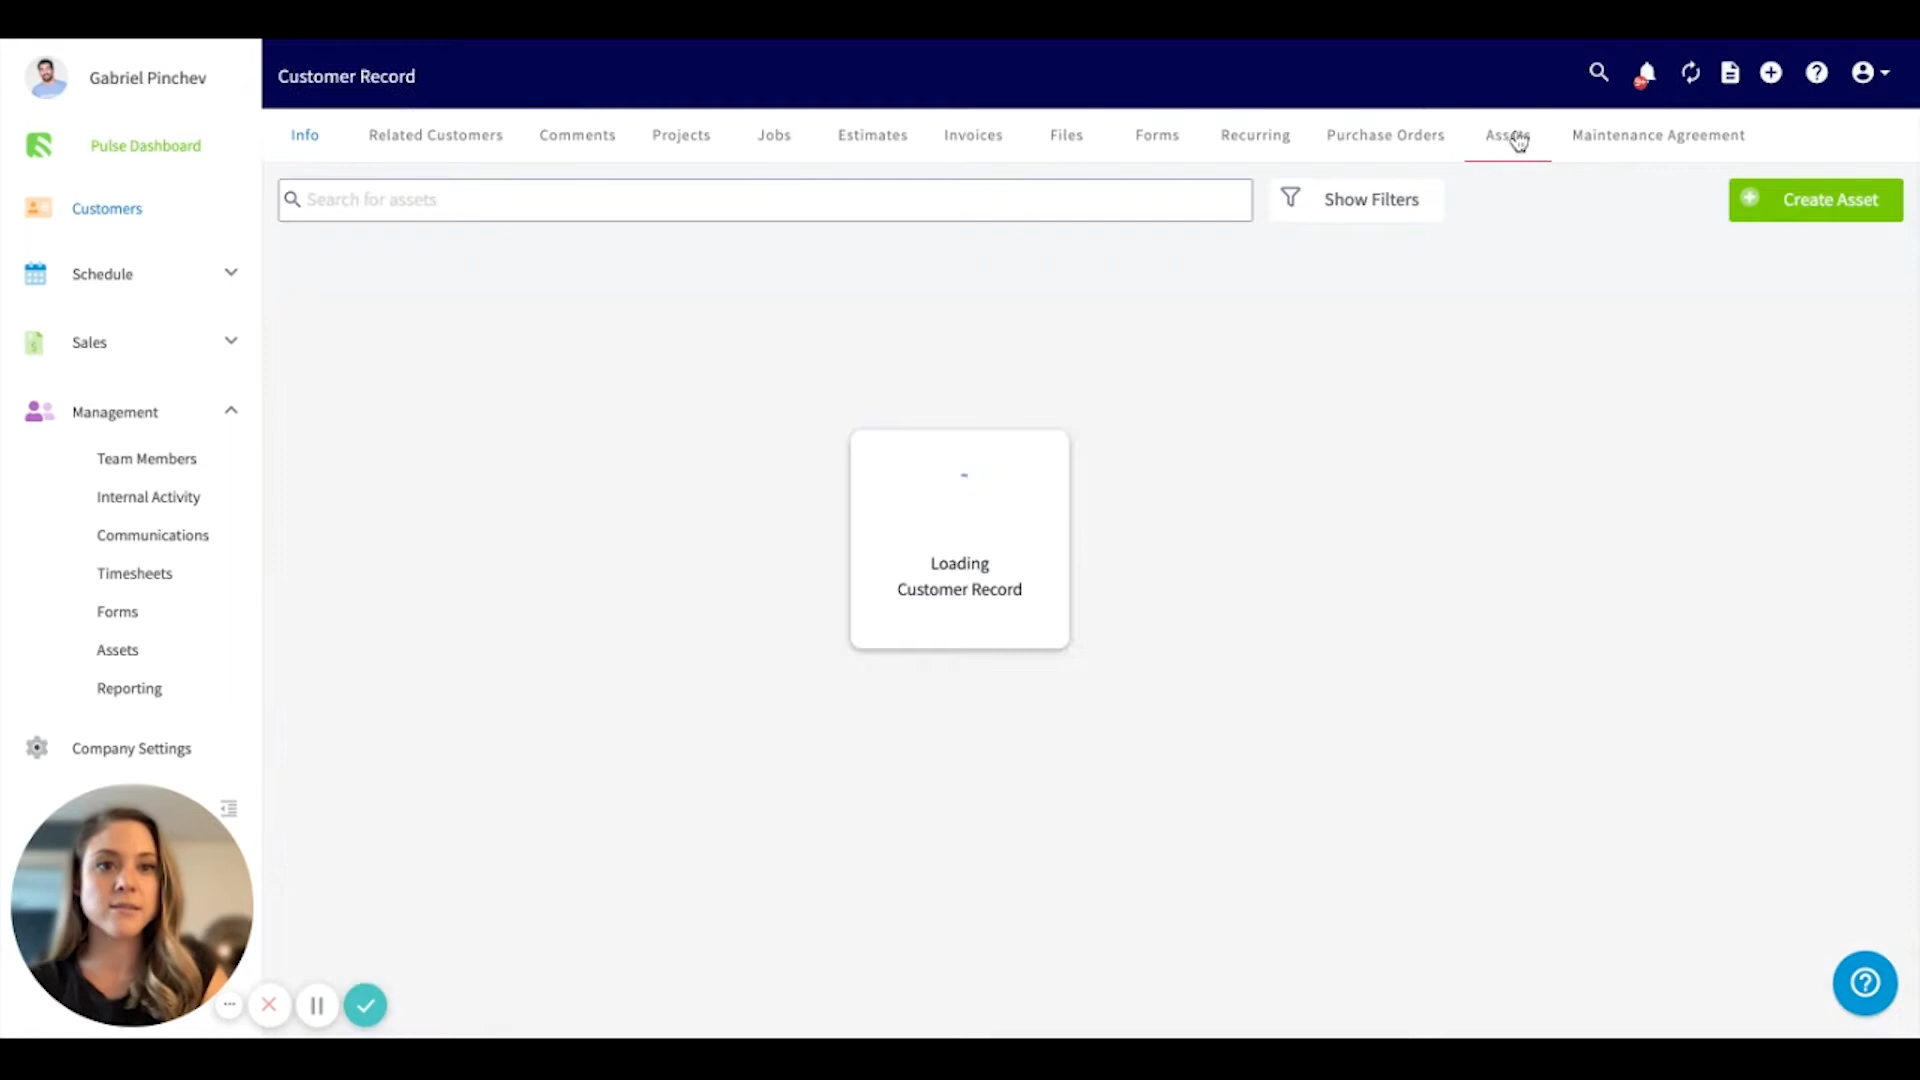 Gabriel Pinchev
Customer Record
Pulse Dashboard
Info
Related Customers
Comments
Projects
Jobs
Estimates
Invoices
Files
Forms
Recurring
Purchase Orders
Assets
Maintenance Agreement
Search for assets
Show Filters
Create Asset
Customers
Schedule
Sales
Management
Team Members
Internal Activity
Communications
Timesheets
Forms
Assets
Reporting
Company Settings
Loading
Customer Record